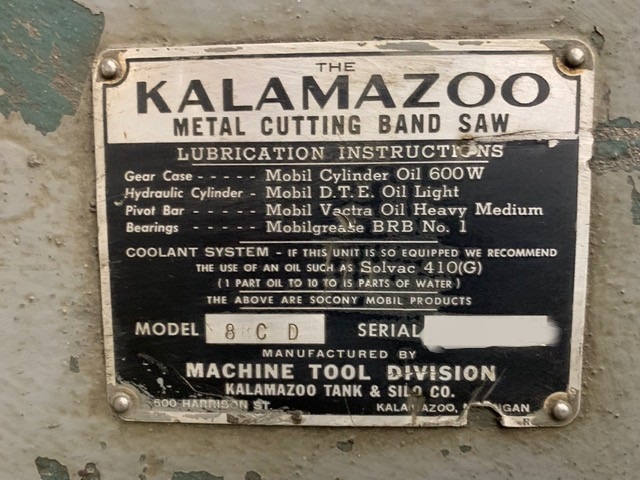 THE
KALAMAZOO
METAL CUTTING BAND SAW
LUBRICATION INSTRUCTIONS
Gear Case - - - - - - Mobil Cylinder Oil 600 W
Hydraulic Cylinder - Mobil D.T.E. Oil Light
Pivot Bar - - - - - Mobil Vactra Oil Heavy Medium
Bearings - - - - - - Mobilgrease BRB No. 1
COOLANT SYSTEM - IF THIS UNIT IS SO EQUIPPED WE RECOMMEND
THE USE OF AN OIL SUCH AS Solvac 410(G)
(1 PART OIL TO 10 TO 15 PARTS OF WATER)
THE ABOVE ARE SOCONY MOBIL PRODUCTS
MODEL 8 C D SERIAL
MANUFACTURED BY
MACHINE TOOL DIVISION
KALAMAZOO TANK & SILO CO.
HARRISON ST. KALAMAZOO,